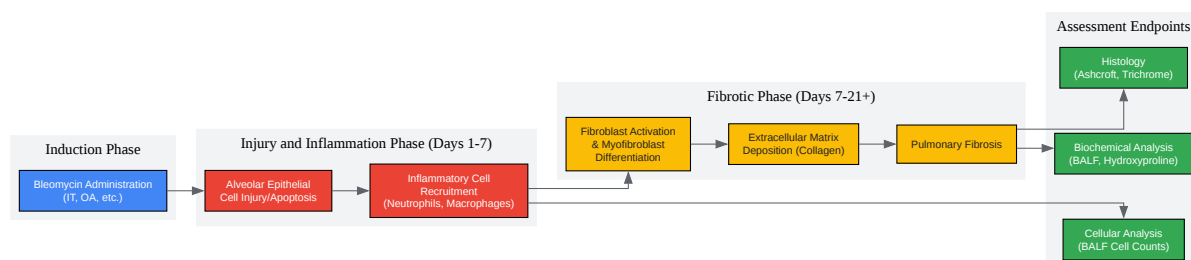 Induction Phase
Bleomycin Administration
(IT, OA, etc.)
Injury and Inflammation Phase (Days 1-7)
Alveolar Epithelial
Cell Injury/Apoptosis
Inflammatory Cell
Recruitment
(Neutrophils, Macrophages)
Fibrotic Phase (Days 7-21+)
Fibroblast Activation
& Myofibroblast
Differentiation
Extracellular Matrix
Deposition (Collagen)
Pulmonary Fibrosis
Assessment Endpoints
Histology
(Ashcroft, Trichrome)
Biochemical Analysis
(BALF, Hydroxyproline)
Cellular Analysis
(BALF Cell Counts)